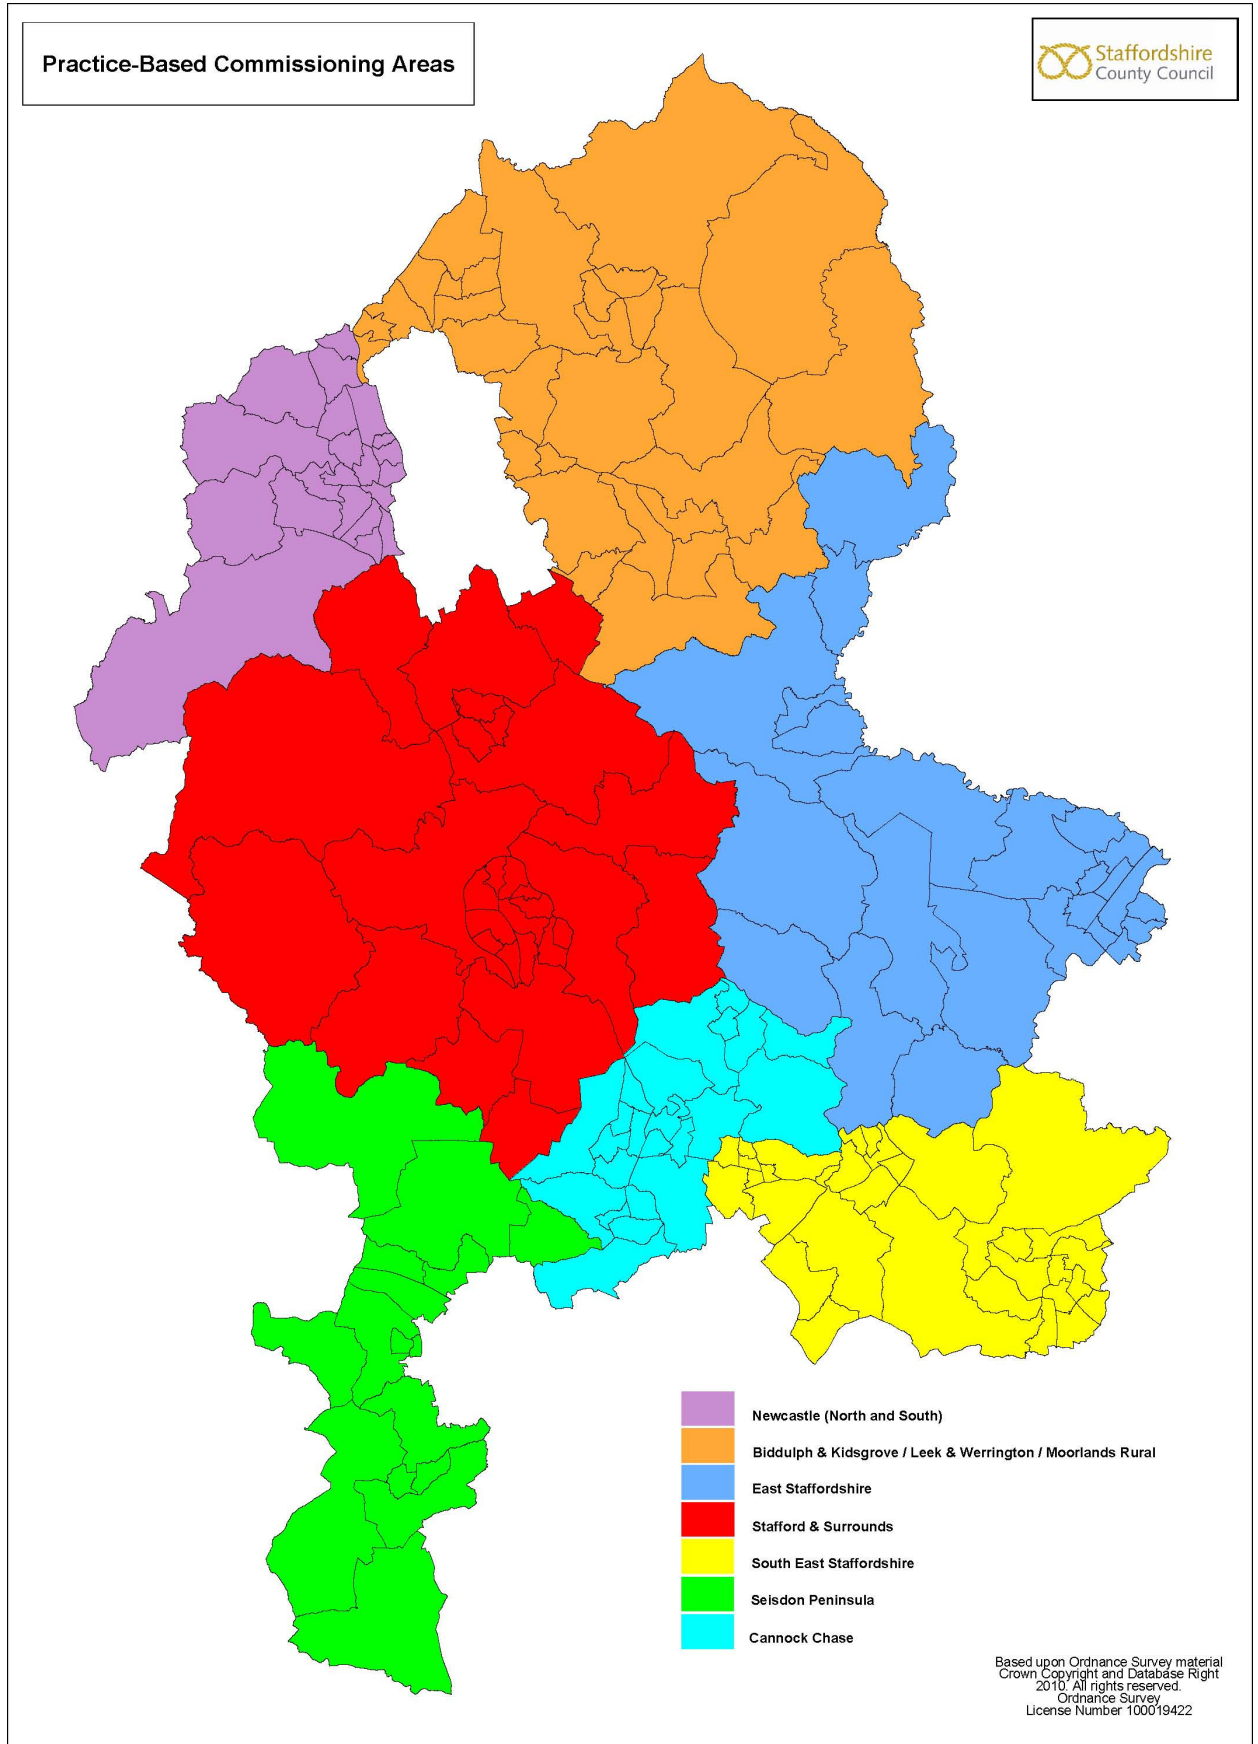 Practice-Based Commissioning Areas
Staffordshire
County Council
Newcastle (North and South)
Biddulph & Kidsgrove / Leek & Werrington / Moorlands Rural
East Staffordshire
Stafford & Surrounds
South East Staffordshire
Seisdon Peninsula
Cannock Chase
Based upon Ordnance Survey material
Crown Copyright and Database Right
2010. All rights reserved.
Ordnance Survey
License Number 100019422